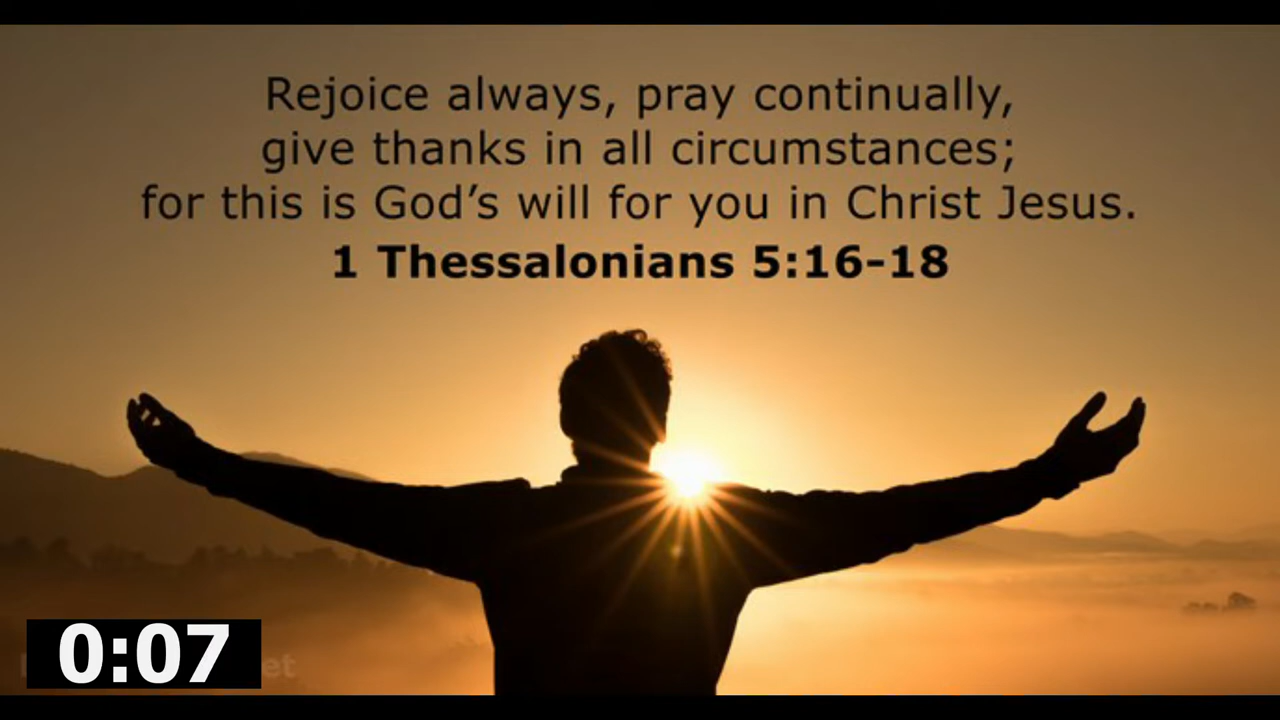 Rejoice always, pray continually,
give thanks in all circumstances;
for this is God’s will for you in Christ Jesus.
1 Thessalonians 5:16-18
0:07